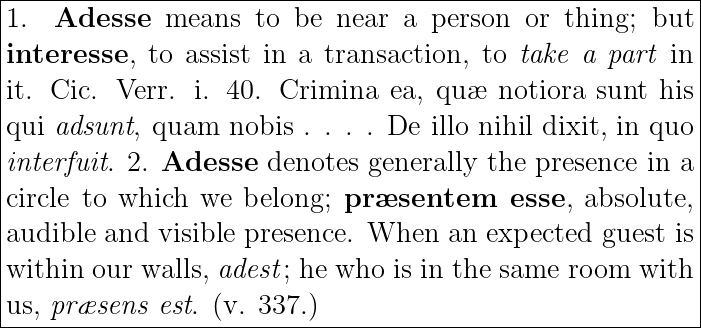 1. Adesse means to be near a person or thing; but
interesse, to assist in a transaction, to take a part in
it. Cic. Verr. i. 40. Crimina ea, quæ notiora sunt his
qui adsunt, quam nobis . . . . De illo nihil dixit, in quo
interfuit. 2. Adesse denotes generally the presence in a
circle to which we belong; præsentem esse, absolute,
audible and visible presence. When an expected guest is
within our walls, adest; he who is in the same room with
us, præsens est. (v. 337.)